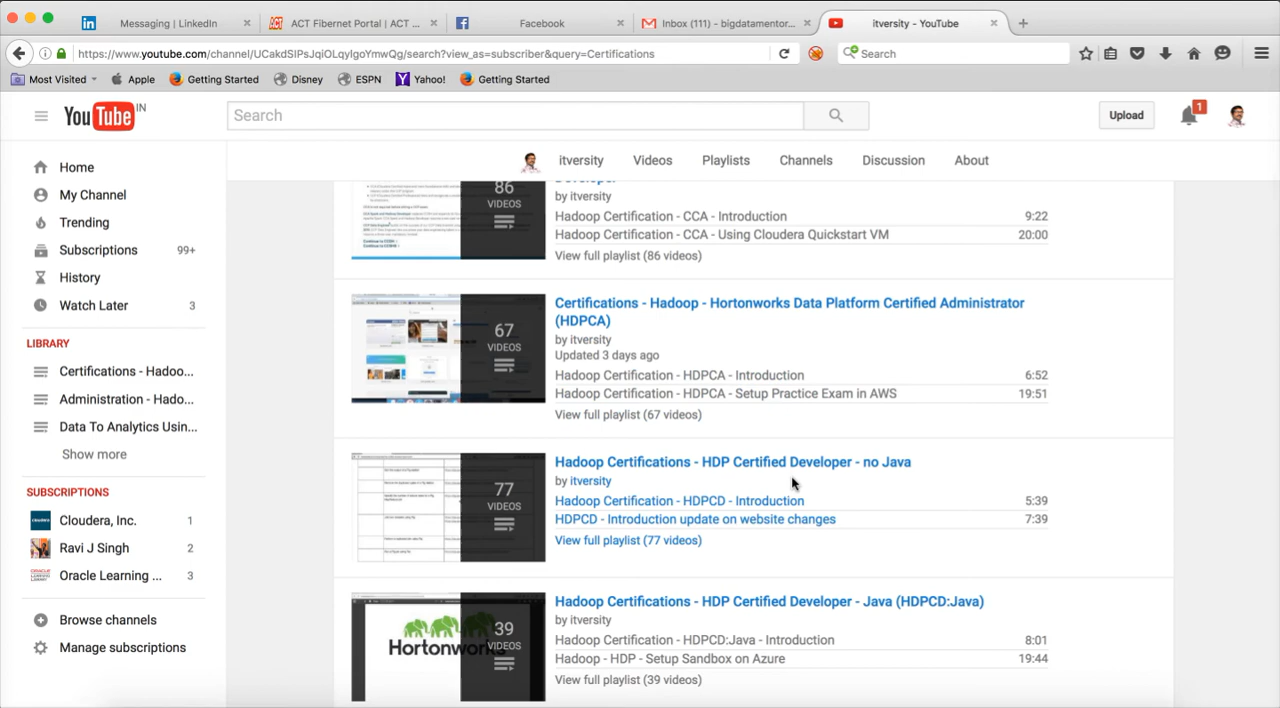 Messaging | LinkedIn
ACT Fibernet Portal | ACT ...
Facebook
Inbox (111) - bigdatamentor...
itversity - YouTube
https://www.youtube.com/channel/UCakdSIPsJqiOLqylgoYmwQg/search?view_as=subscriber&query=Certifications
Search
Most Visited
Apple
Getting Started
Disney
ESPN
Yahoo!
Getting Started
YouTube IN
Search
Upload
1
itversity
Videos
Playlists
Channels
Discussion
About
Home
My Channel
Trending
Subscriptions 99+
History
Watch Later 3
LIBRARY
Certifications - Hadoo...
Administration - Hado...
Data To Analytics Usin...
Show more
SUBSCRIPTIONS
Cloudera, Inc. 1
Ravi J Singh 2
Oracle Learning ... 3
Browse channels
Manage subscriptions
86
VIDEOS
Developer
by itversity
Hadoop Certification - CCA - Introduction 9:22
Hadoop Certification - CCA - Using Cloudera Quickstart VM 20:00
View full playlist (86 videos)
67
VIDEOS
Certifications - Hadoop - Hortonworks Data Platform Certified Administrator
(HDPCA)
by itversity
Updated 3 days ago
Hadoop Certification - HDPCA - Introduction 6:52
Hadoop Certification - HDPCA - Setup Practice Exam in AWS 19:51
View full playlist (67 videos)
77
VIDEOS
Hadoop Certifications - HDP Certified Developer - no Java
by itversity
Hadoop Certification - HDPCD - Introduction 5:39
HDPCD - Introduction update on website changes 7:39
View full playlist (77 videos)
Hortonworks
39
VIDEOS
Hadoop Certifications - HDP Certified Developer - Java (HDPCD:Java)
by itversity
Hadoop Certification - HDPCD:Java - Introduction 8:01
Hadoop - HDP - Setup Sandbox on Azure 19:44
View full playlist (39 videos)